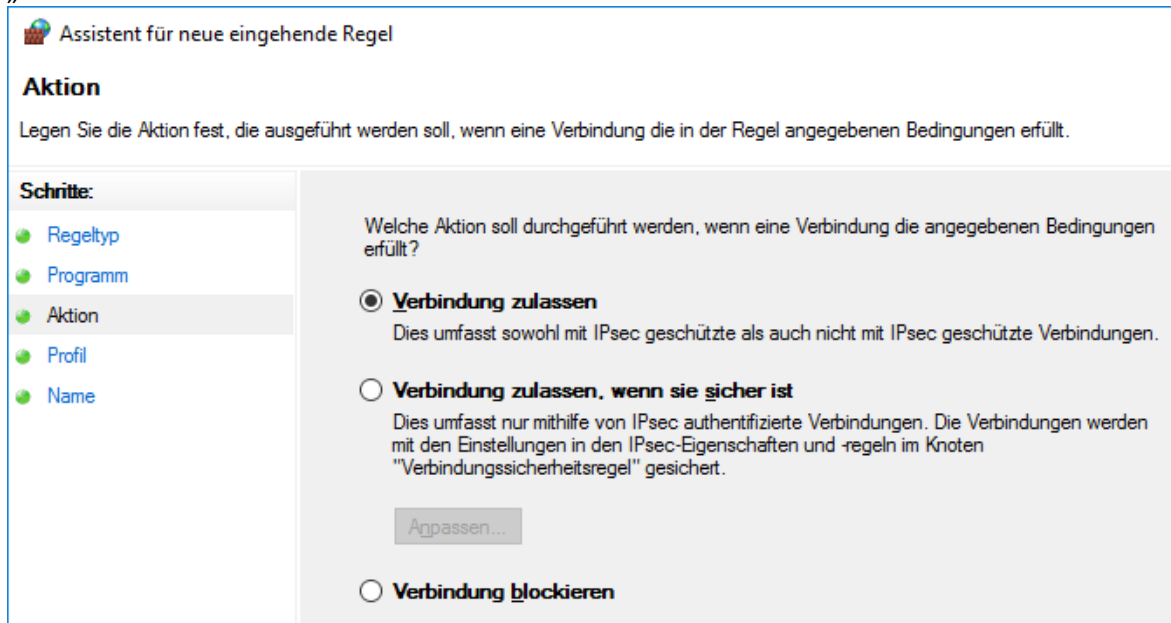 „
Assistent für neue eingehende Regel
Aktion
Legen Sie die Aktion fest, die ausgeführt werden soll, wenn eine Verbindung die in der Regel angegebenen Bedingungen erfüllt.
Schritte:
Regeltyp
Programm
Aktion
Profil
Name
Welche Aktion soll durchgeführt werden, wenn eine Verbindung die angegebenen Bedingungen
erfüllt?
Verbindung zulassen
Dies umfasst sowohl mit IPsec geschützte als auch nicht mit IPsec geschützte Verbindungen.
Verbindung zulassen, wenn sie sicher ist
Dies umfasst nur mithilfe von IPsec authentifizierte Verbindungen. Die Verbindungen werden
mit den Einstellungen in den IPsec-Eigenschaften und -regeln im Knoten
"Verbindungssicherheitsregel" gesichert.
Anpassen...
Verbindung blockieren